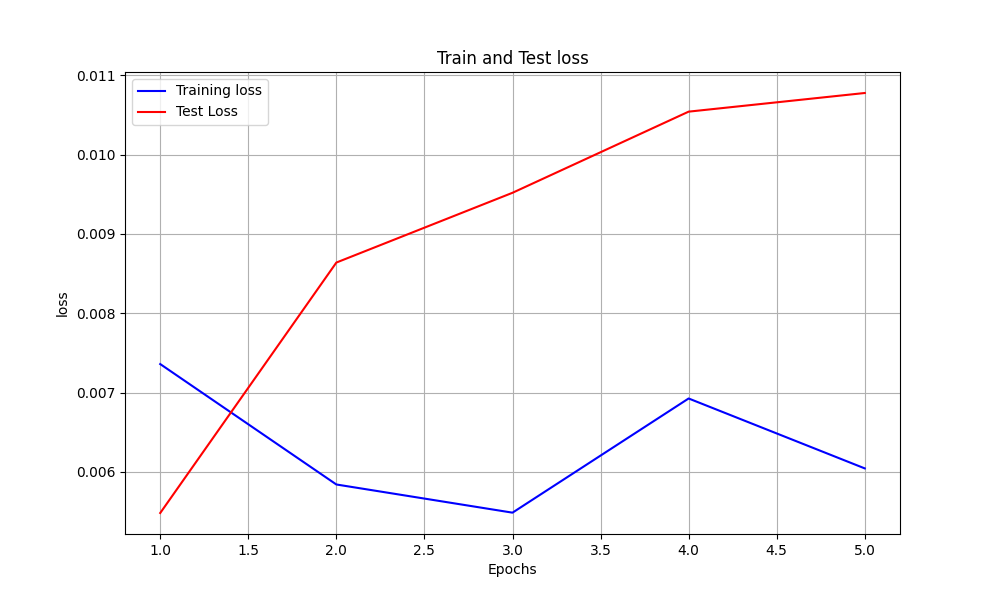 Train and Test loss
Training loss
Test Loss
0.011
0.010
0.009
0.008
0.007
0.006
loss
1.0 1.5 2.0 2.5 3.0 3.5 4.0 4.5 5.0
Epochs